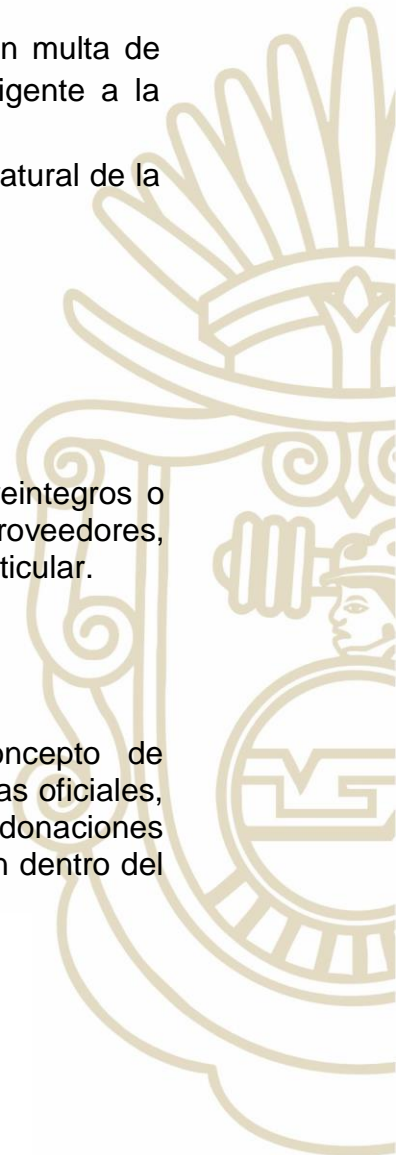 n multa de
igente a la
atural de la
eintegros o
roveedores,
ticular.
oncepto de
as oficiales,
donaciones
n dentro del